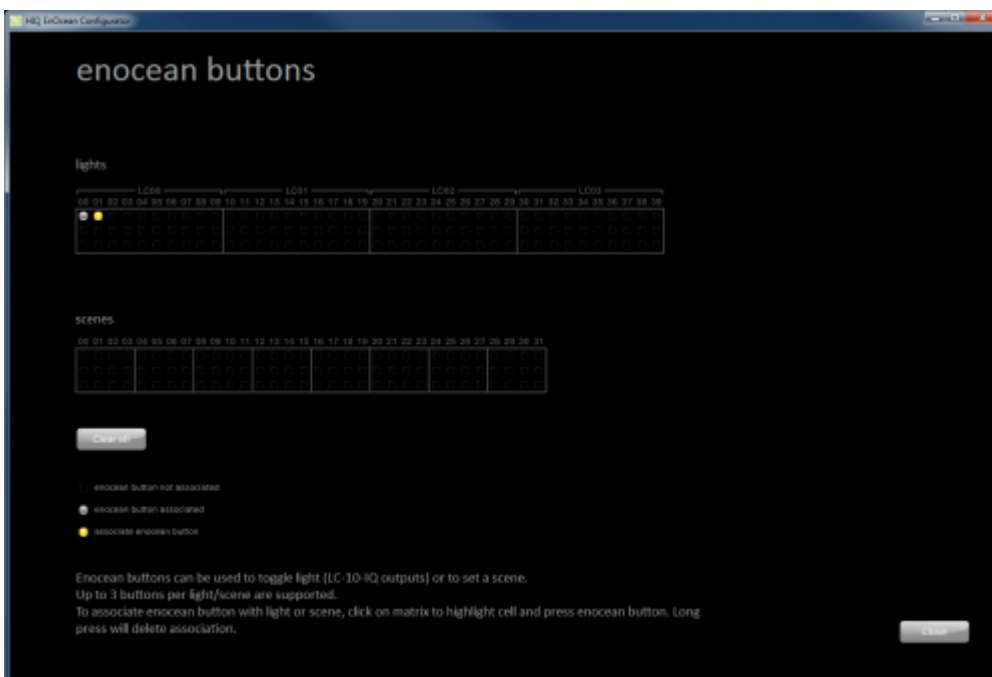 HIQ EnOcean Configurator
enocean buttons
lights
LC00 LC01 LC02 LC03
00 01 02 03 04 05 06 07 08 09 10 11 12 13 14 15 16 17 18 19 20 21 22 23 24 25 26 27 28 29 30 31 32 33 34 35 36 37 38 39
scenes
00 01 02 03 04 05 06 07 08 09 10 11 12 13 14 15 16 17 18 19 20 21 22 23 24 25 26 27 28 29 30 31
Clear all
enocean button not associated
enocean button associated
associate enocean button
Enocean buttons can be used to toggle light (LC-10-IQ outputs) or to set a scene.
Up to 3 buttons per light/scene are supported.
To associate enocean button with light or scene, click on matrix to highlight cell and press enocean button. Long
press will delete association.
Close